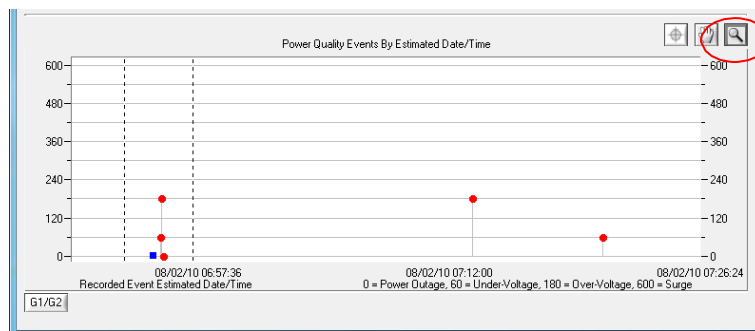 Power Quality Events By Estimated Date/Time
600 600
480 480
360 360
240 240
120 120
0 0
08/02/10 06:57:36 08/02/10 07:12:00 08/02/10 07:26:24
Recorded Event Estimated Date/Time 0 = Power Outage, 60 = Under-Voltage, 180 = Over-Voltage, 600 = Surge
G1/G2